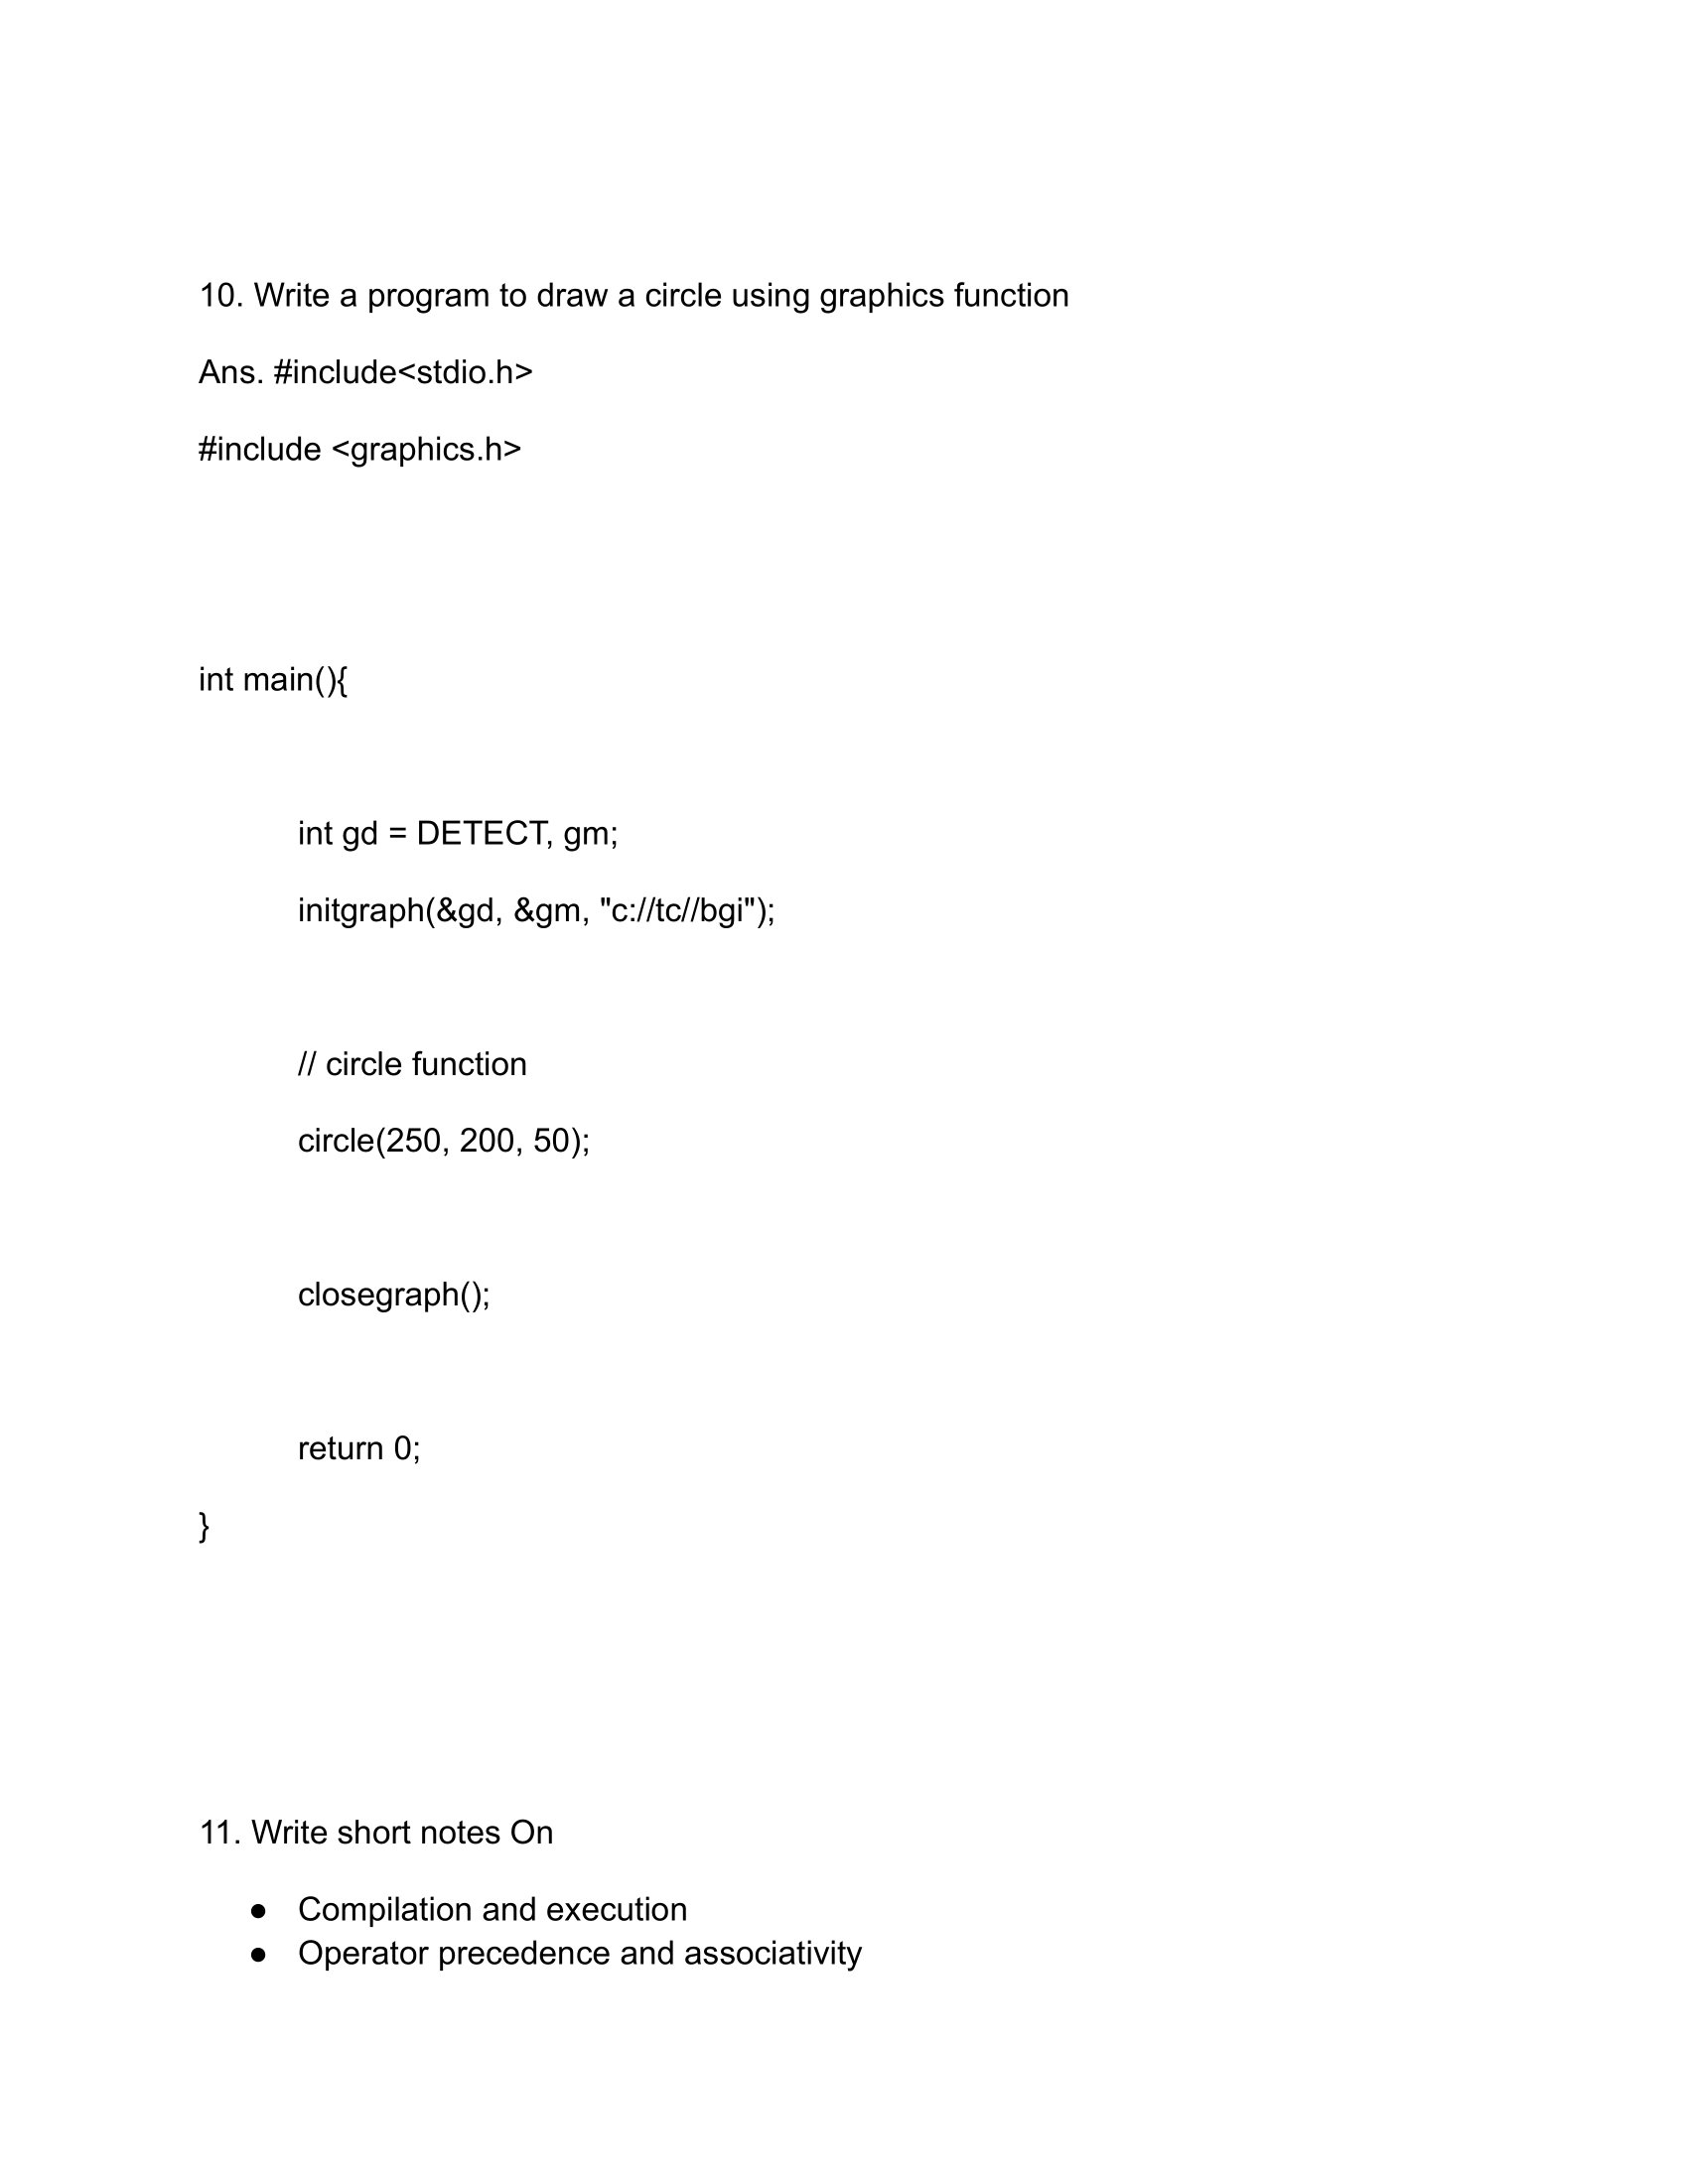 10. Write a program to draw a circle using graphics function
Ans. #include<stdio.h>
#include <graphics.h>
int main(){
int gd = DETECT, gm;
initgraph(&gd, &gm, "c://tc//bgi");
// circle function
circle(250, 200, 50);
closegraph();
return 0;
}
11. Write short notes On
● Compilation and execution
● Operator precedence and associativity